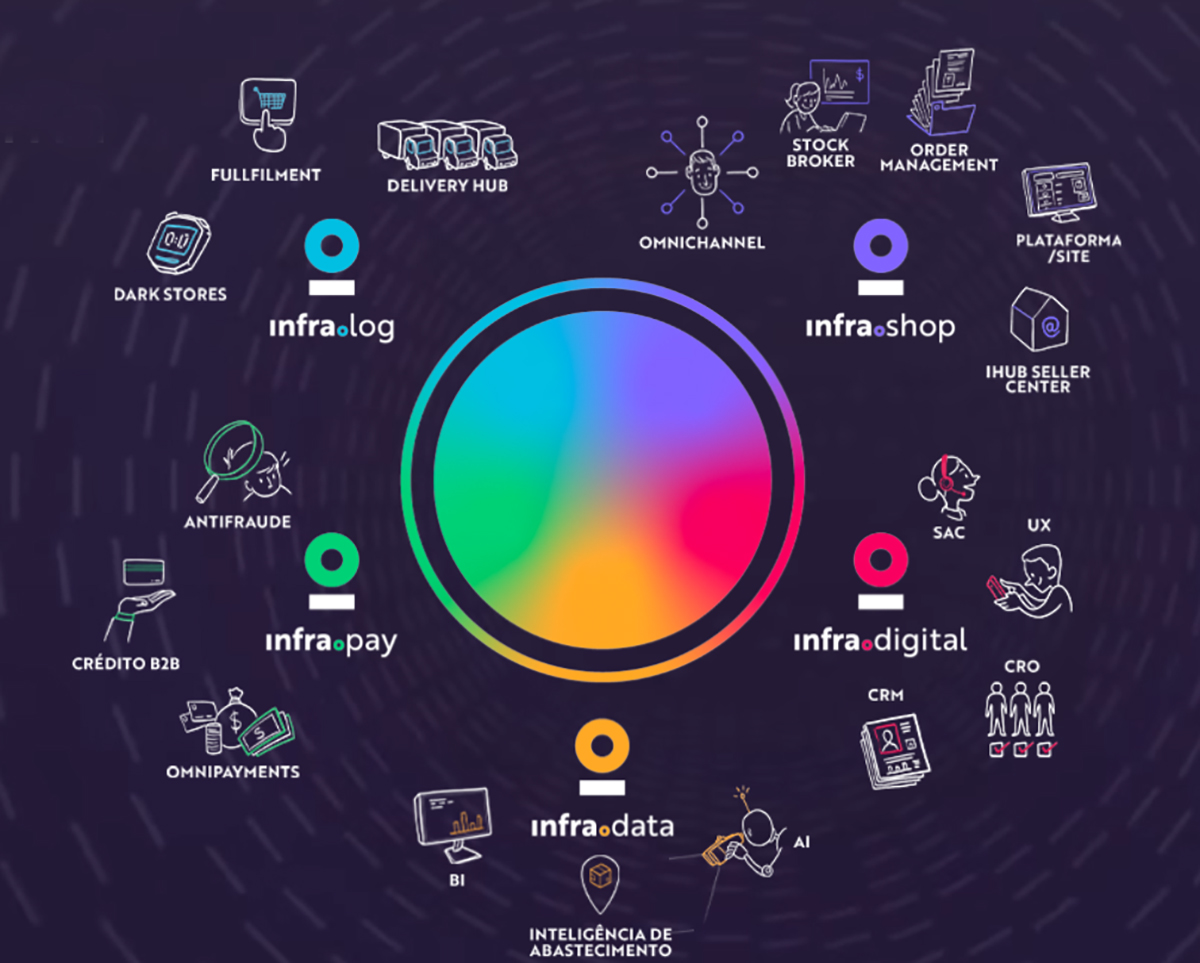 FULLFILMENT
DELIVERY HUB
DARK STORES
infra.log
OMNICHANNEL
STOCK
BROKER
ORDER
MANAGEMENT
PLATAFORMA
/SITE
infra.shop
IHUB SELLER
CENTER
ANTIFRAUDE
CRÉDITO B2B
infra.pay
OMNIPAYMENTS
SAC
UX
infra.digital
CRO
CRM
infra.data
BI
AI
INTELIGÊNCIA DE
ABASTECIMENTO